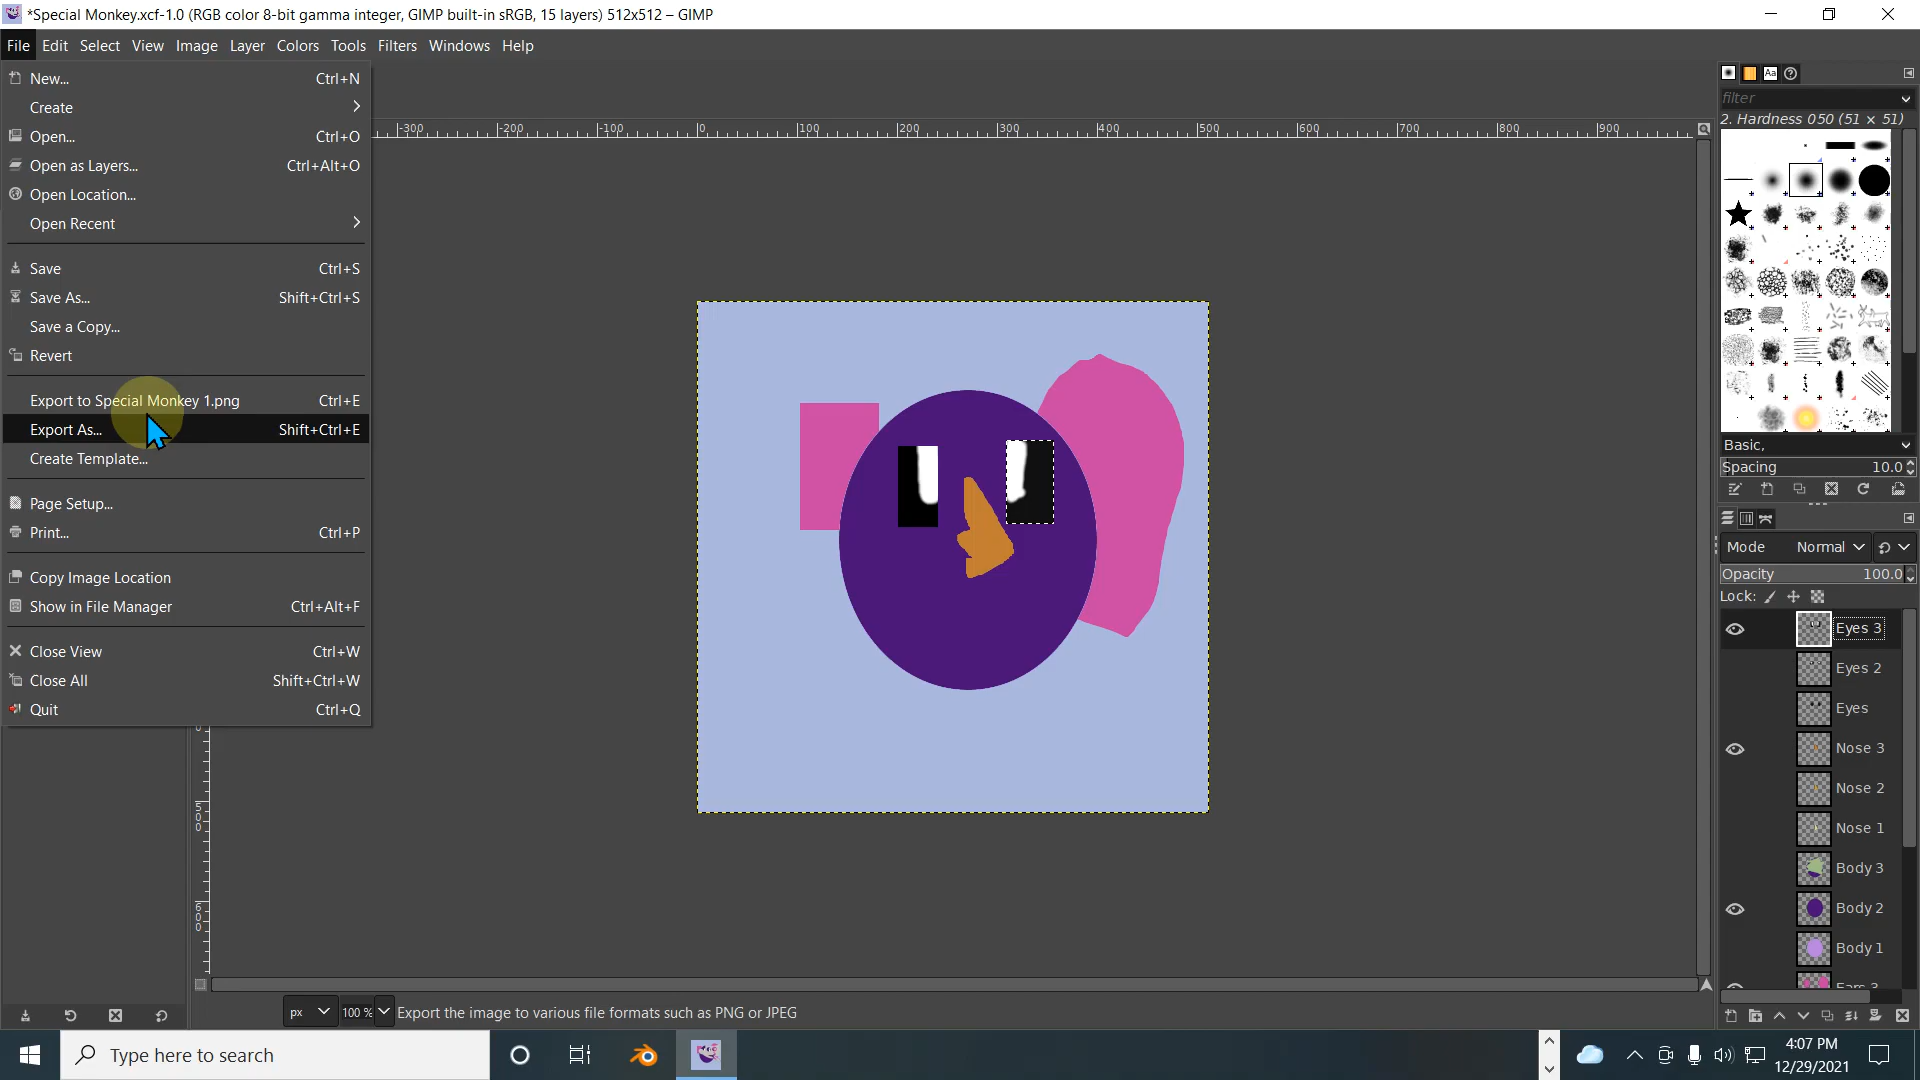 *Special Monkey.xcf-1.0 (RGB color 8-bit gamma integer, GIMP built-in sRGB, 15 layers) 512x512 – GIMP
File Edit Select View Image Layer Colors Tools Filters Windows Help
New... Ctrl+N
Create
Open... Ctrl+O
Open as Layers... Ctrl+Alt+O
Open Location...
Open Recent
Save Ctrl+S
Save As... Shift+Ctrl+S
Save a Copy...
Revert
Export to Special Monkey 1.png Ctrl+E
Export As... Shift+Ctrl+E
Create Template...
Page Setup...
Print... Ctrl+P
Copy Image Location
Show in File Manager Ctrl+Alt+F
Close View Ctrl+W
Close All Shift+Ctrl+W
Quit Ctrl+Q
-300 -200 -100 0 100 200 300 400 500 600 700 800 900
500
600
px 100 % Export the image to various file formats such as PNG or JPEG
Aa
filter
2. Hardness 050 (51 × 51)
Basic,
Spacing 10.0
Mode Normal
Opacity 100.0
Lock:
Eyes 3
Eyes 2
Eyes
Nose 3
Nose 2
Nose 1
Body 3
Body 2
Body 1
Ears 3
Type here to search
4:07 PM
12/29/2021